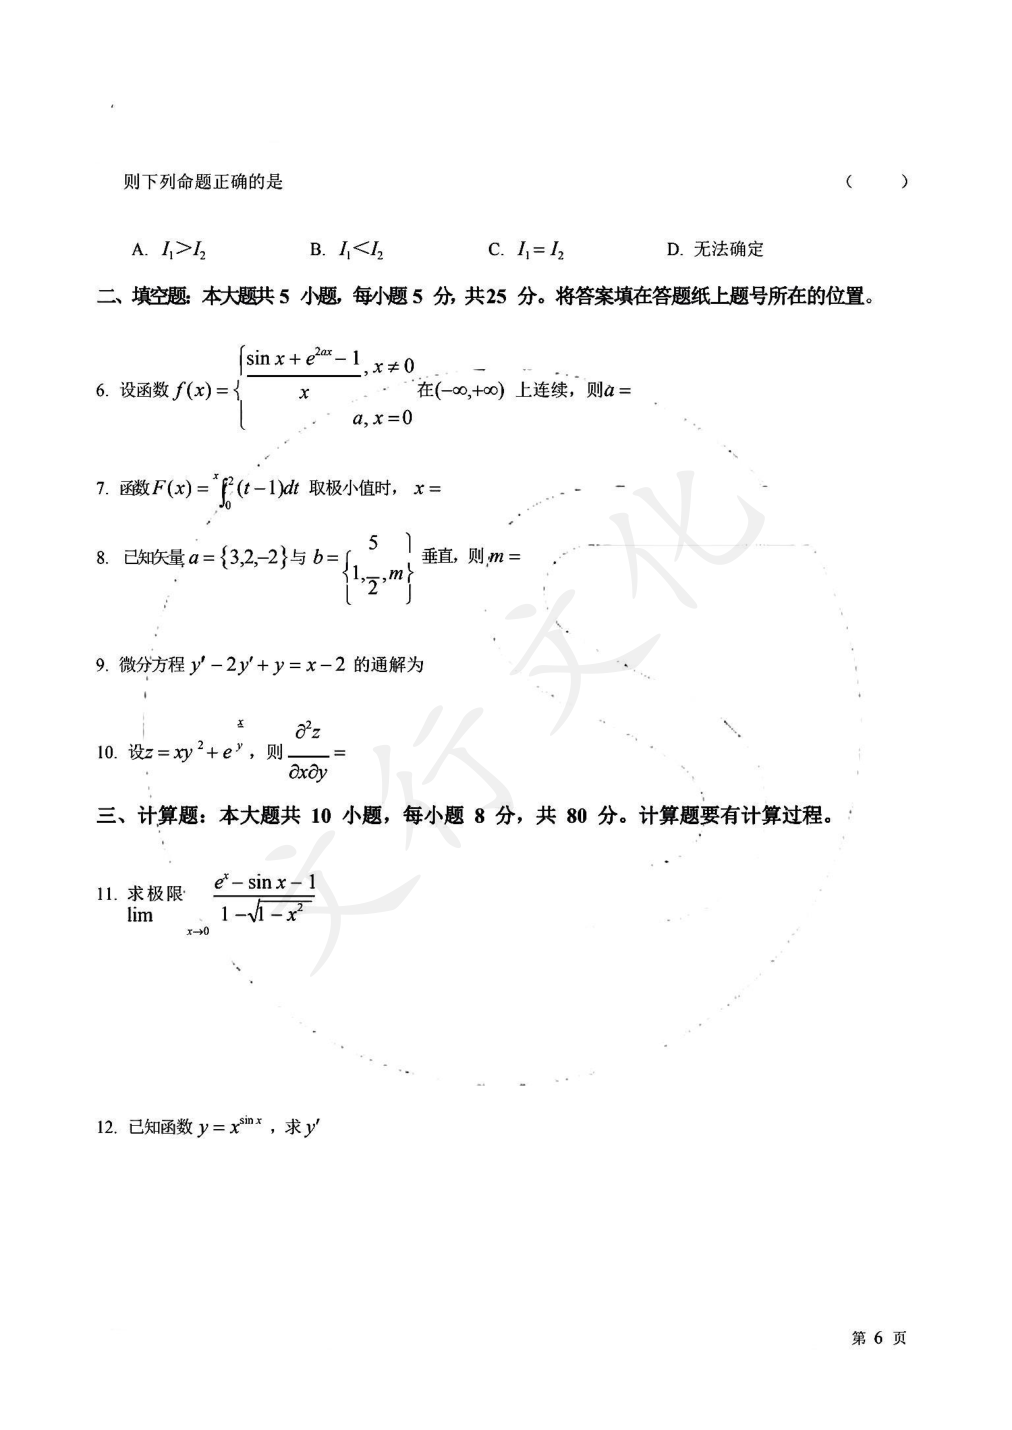 则下列命题正确的是 （ ）
A. I₁＞I₂ B. I₁＜I₂ C. I₁= I₂ D. 无法确定
二、填空题: 本大题共 5 小题, 每小题 5 分, 共25 分。将答案填在答题纸上题号所在的位置。
6. 设函数 f(x) = { (sin x + e^{2ax} − 1)/x , x ≠ 0 ; a, x = 0 在(−∞,+∞) 上连续，则a =
7. 函数 F(x) = ∫₀ˣ t²(t −1)dt 取极小值时， x =
8. 已知矢量 a = {3,2,−2}与 b = {1, 5/2, m} 垂直，则 m =
9. 微分方程 y′ − 2y′ + y = x − 2 的通解为
10. 设z = xy² + e^{x/y} ，则 ∂²z/∂x∂y =
三、计算题：本大题共 10 小题，每小题 8 分，共 80 分。计算题要有计算过程。
11. 求极限 lim x→0 (eˣ − sin x − 1)/(1 −√(1 − x²))
12. 已知函数 y = x^{sin x} ，求 y′
第 6 页
文行文化